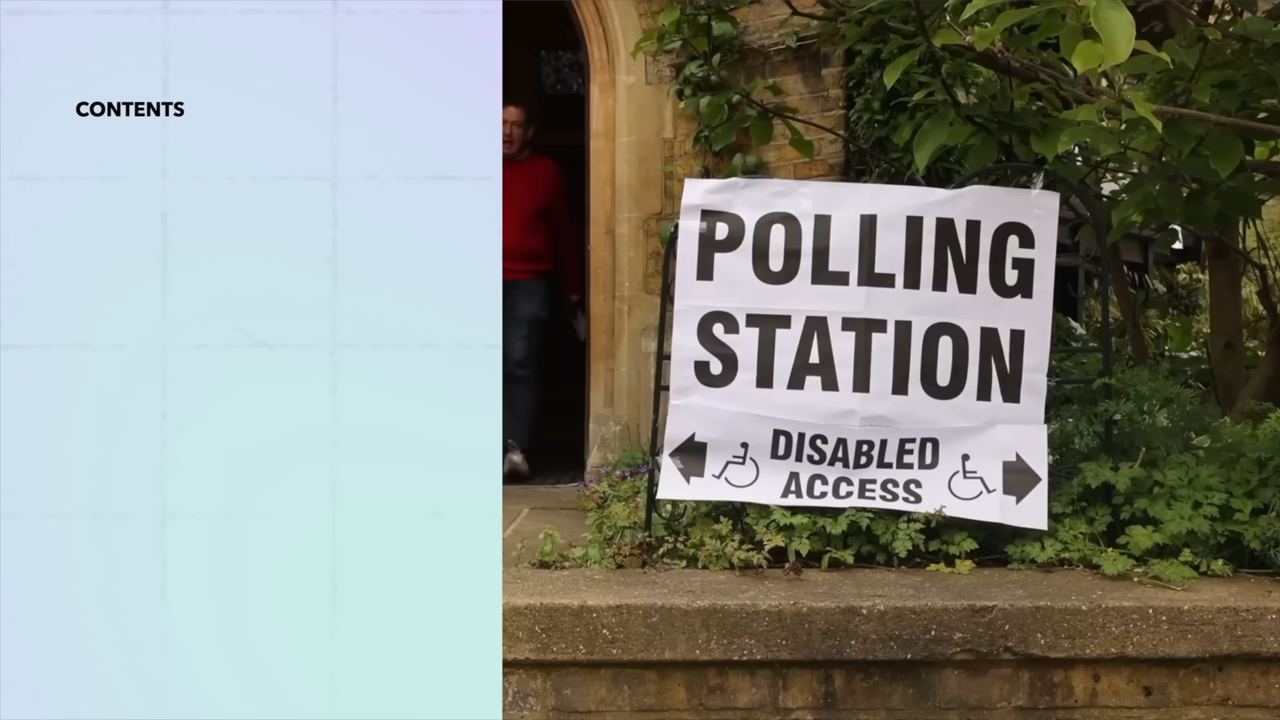 CONTENTS
POLLING
STATION
DISABLED
ACCESS